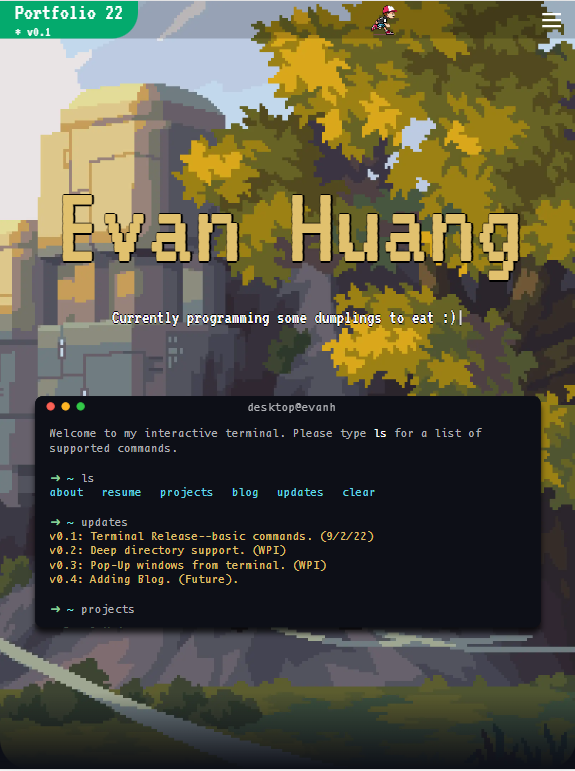 Portfolio 22
* v0.1
Evan Huang
Currently programming some dumplings to eat :)|
desktop@evanh
Welcome to my interactive terminal. Please type ls for a list of
supported commands.
➜ ~ ls
about resume projects blog updates clear
➜ ~ updates
v0.1: Terminal Release--basic commands. (9/2/22)
v0.2: Deep directory support. (WPI)
v0.3: Pop-Up windows from terminal. (WPI)
v0.4: Adding Blog. (Future).
➜ ~ projects